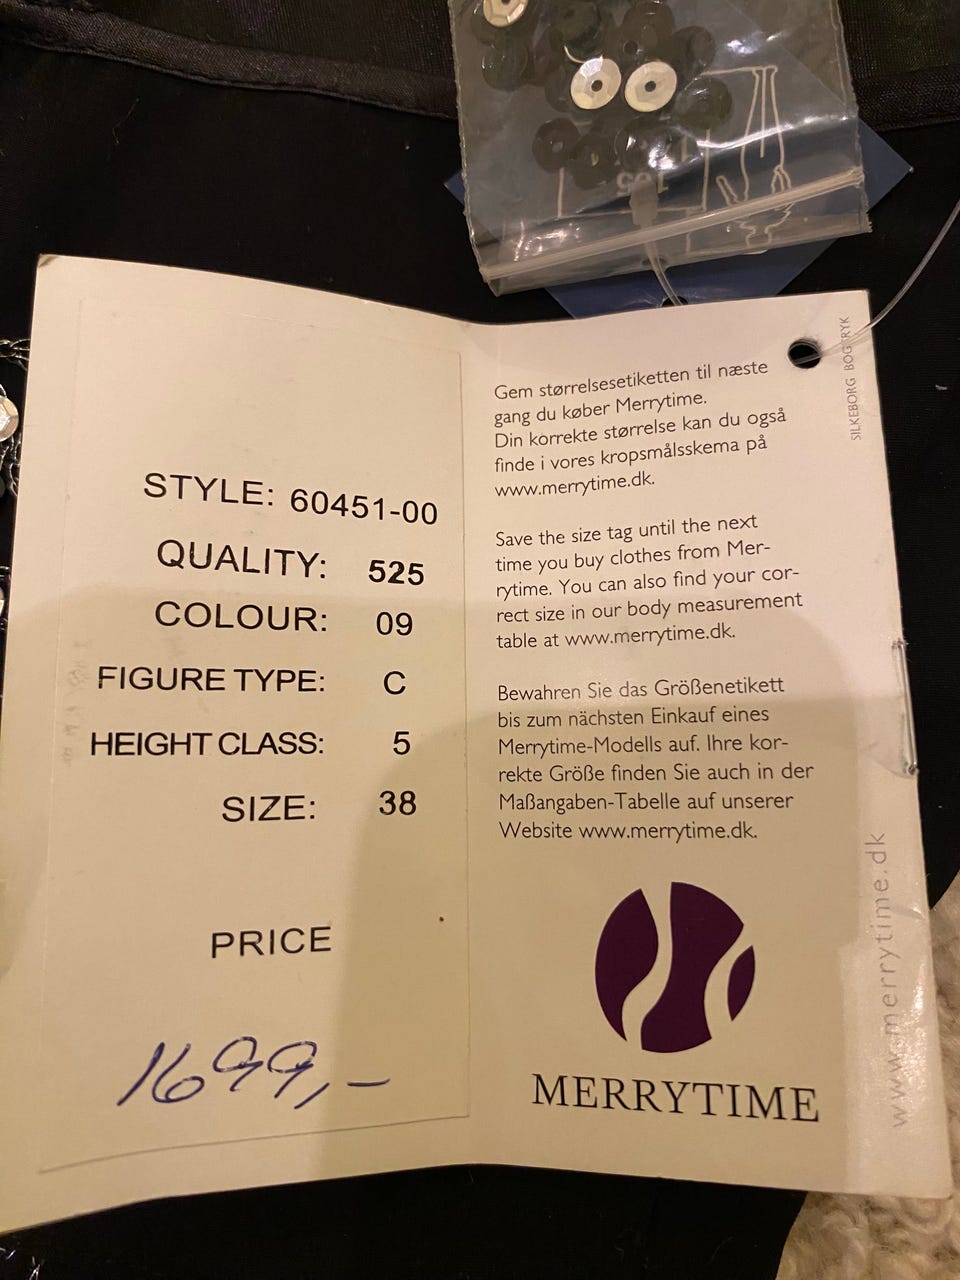 STYLE: 60451-00
QUALITY: 525
COLOUR: 09
FIGURE TYPE: C
HEIGHT CLASS: 5
SIZE: 38
PRICE
1699,-
Gem størrelsesetiketten til næste
gang du køber Merrytime.
Din korrekte størrelse kan du også
finde i vores kropsmålsskema på
www.merrytime.dk.
Save the size tag until the next
time you buy clothes from Mer-
rytime. You can also find your cor-
rect size in our body measurement
table at www.merrytime.dk.
Bewahren Sie das Größenetikett
bis zum nächsten Einkauf eines
Merrytime-Modells auf. Ihre kor-
rekte Größe finden Sie auch in der
Maßangaben-Tabelle auf unserer
Website www.merrytime.dk.
MERRYTIME
SILKEBORG
www.merrytime.dk